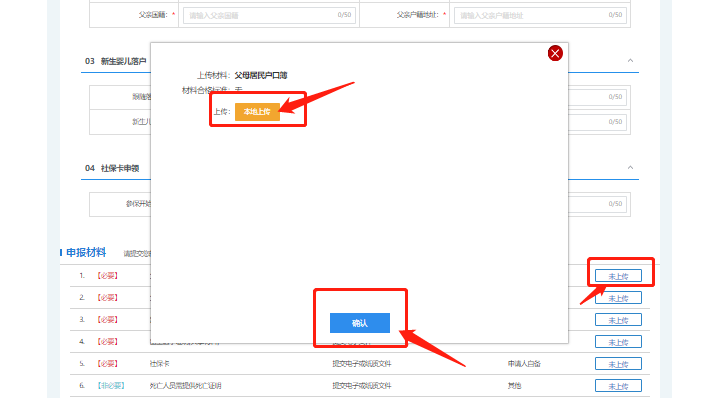 父亲国籍： * 请输入父亲国籍 0/50 父亲户籍地址： * 请输入父亲户籍地址 0/50
03 新生婴儿落户
上传材料： 父母居民户口簿
材料合格标准： 无
0/50
上传： 本地上传
新生儿 0/50
04 社保卡申领
参保开始 0/50
申报材料 请提交您
1. 【必要】 未上传
2. 【必要】 未上传
3. 【必要】 未上传
确认
4. 【必要】 未上传
5. 【必要】 社保卡 提交电子或纸质文件 申请人自备 未上传
6. 【非必要】 死亡人员需提供死亡证明 提交电子或纸质文件 其他 未上传